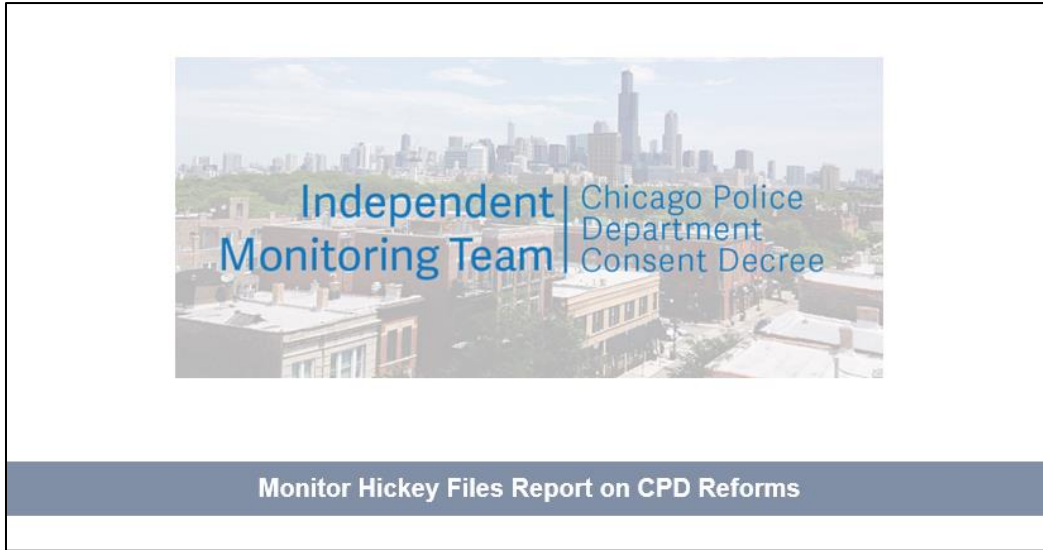 Independent
Monitoring Team
Chicago Police
Department
Consent Decree
Monitor Hickey Files Report on CPD Reforms